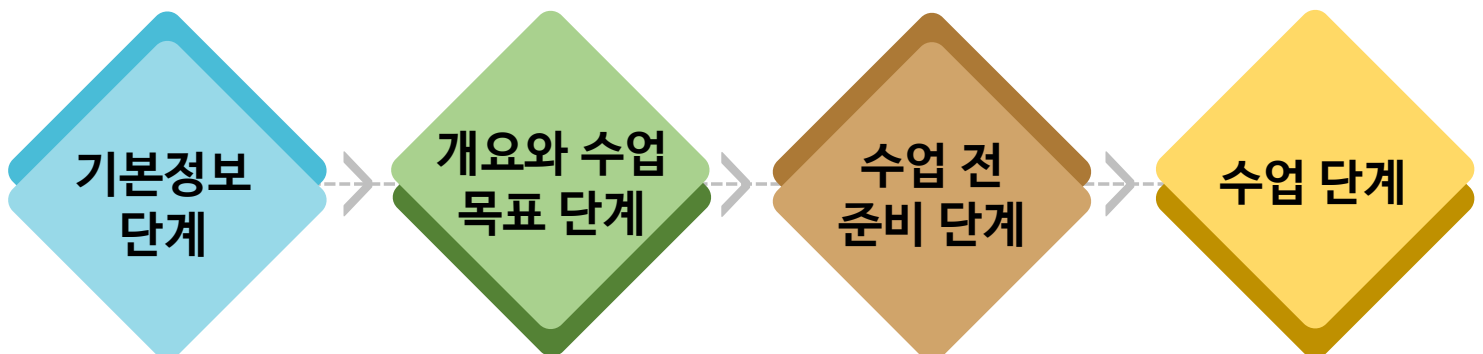 기본정보
단계
개요와 수업
목표 단계
수업 전
준비 단계
수업 단계